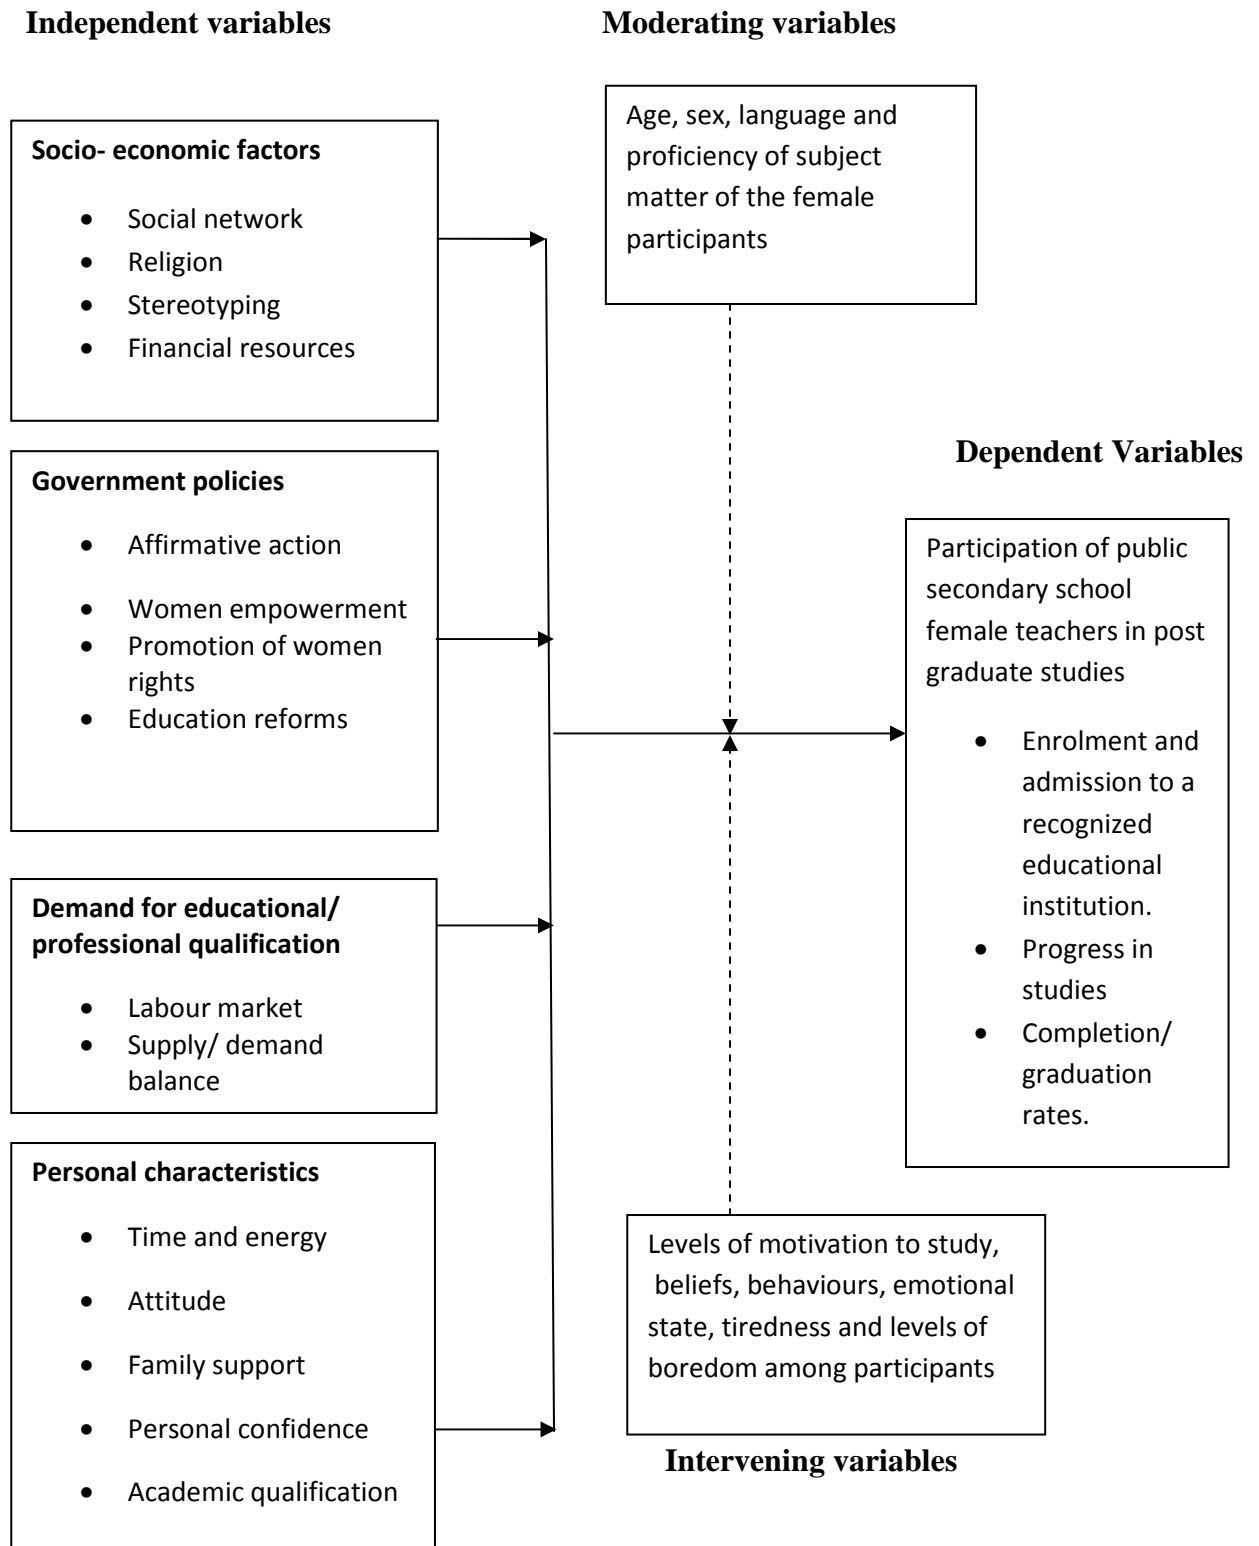 Independent variables
Moderating variables
Socio- economic factors
• Social network
• Religion
• Stereotyping
• Financial resources
Age, sex, language and
proficiency of subject
matter of the female
participants
Government policies
• Affirmative action
• Women empowerment
• Promotion of women
rights
• Education reforms
Dependent Variables
Participation of public
secondary school
female teachers in post
graduate studies
• Enrolment and
admission to a
recognized
educational
institution.
• Progress in
studies
• Completion/
graduation
rates.
Demand for educational/
professional qualification
• Labour market
• Supply/ demand
balance
Personal characteristics
• Time and energy
• Attitude
• Family support
• Personal confidence
• Academic qualification
Levels of motivation to study,
beliefs, behaviours, emotional
state, tiredness and levels of
boredom among participants
Intervening variables